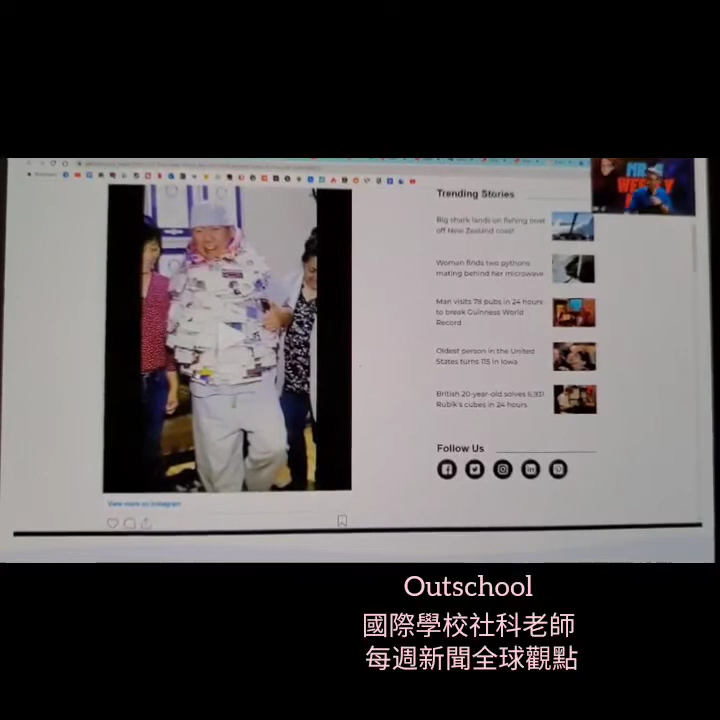 Trending Stories
Big shark lands on fishing boat
off New Zealand coast
Woman finds two pythons
mating behind her microwave
Man visits 78 pubs in 24 hours
to break Guinness World
Record
Oldest person in the United
States turns 115 in Iowa
British 20-year-old solves 6,931
Rubik's cubes in 24 hours
Follow Us
View more on Instagram
Outschool
國際學校社科老師
每週新聞全球觀點